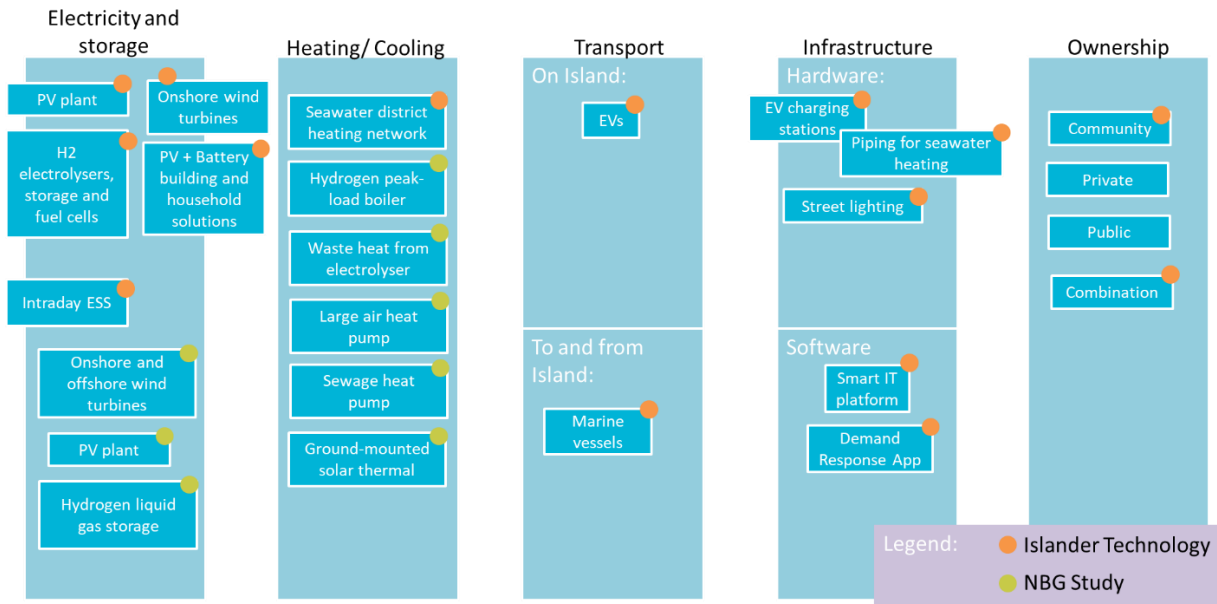 Electricity and
storage
PV plant
Onshore wind
turbines
H2
electrolysers,
storage and
fuel cells
PV + Battery
building and
household
solutions
Intraday ESS
Onshore and
offshore wind
turbines
PV plant
Hydrogen liquid
gas storage
Heating/ Cooling
Seawater district
heating network
Hydrogen peak-
load boiler
Waste heat from
electrolyser
Large air heat
pump
Sewage heat
pump
Ground-mounted
solar thermal
Transport
On Island:
EVs
To and from
Island:
Marine
vessels
Infrastructure
Hardware:
EV charging
stations
Piping for seawater
heating
Street lighting
Software
Smart IT
platform
Demand
Response App
Ownership
Community
Private
Public
Combination
Legend:
Islander Technology
NBG Study